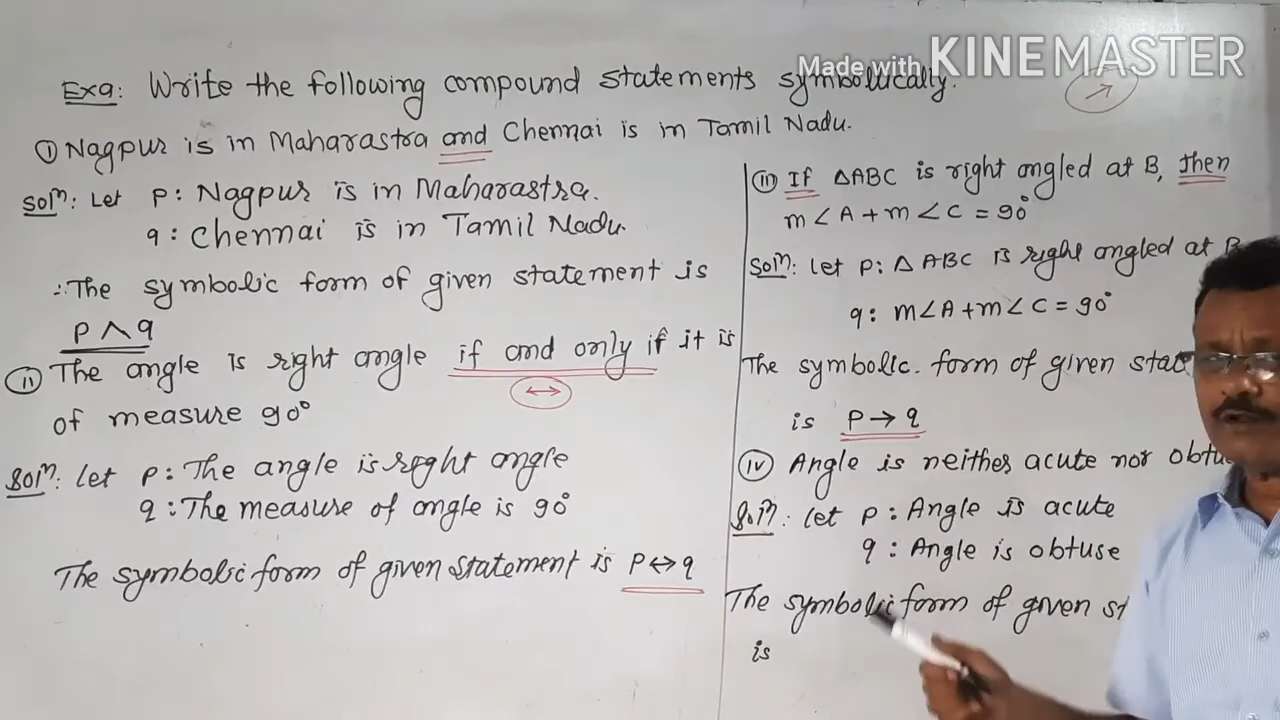 Made with KINEMASTER
Exa: Write the following compound statements symbolically.
① Nagpur is in Maharastra and Chennai is in Tamil Nadu.
Solⁿ: Let p: Nagpur is in Maharastra.
q: Chennai is in Tamil Nadu.
∴ The symbolic form of given statement is
p ∧ q
ⓘⓘ The angle is right angle if and only if it is
↔
of measure 90°
Solⁿ: Let p: The angle is right angle
q: The measure of angle is 90°
The symbolic form of given statement is p ↔ q
→
(iii) If △ABC is right angled at B, then
m∠A + m∠C = 90°
Solⁿ: let p: △ ABC is right angled at B
q: m∠A + m∠C = 90°
The symbolic. form of given
is p → q
(iv) Angle is neither acute nor
Solⁿ: let p: Angle is acute
q: Angle is obtuse
The symbolic form of given
is